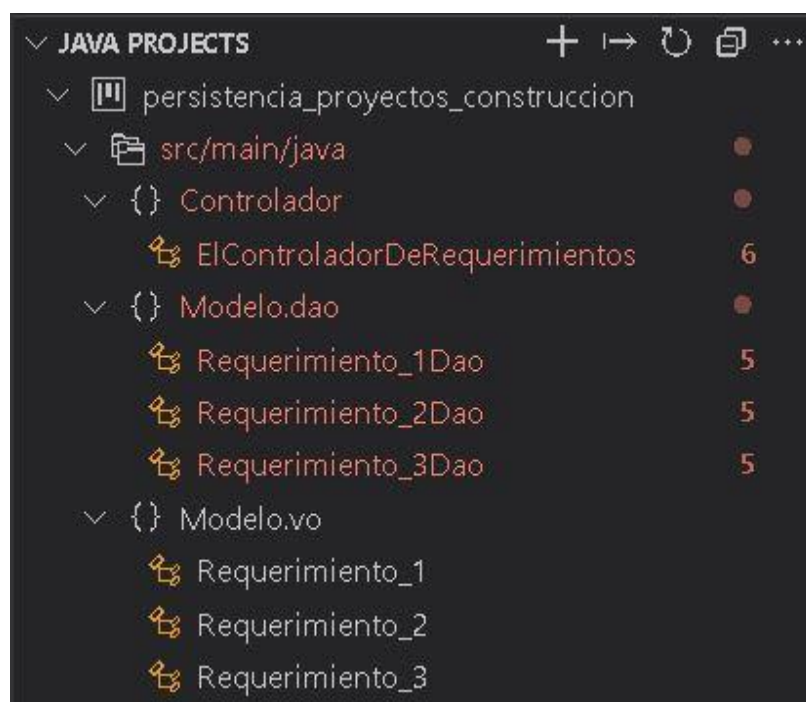 JAVA PROJECTS
persistencia_proyectos_construccion
src/main/java
{} Controlador
ElControladorDeRequerimientos 6
{} Modelo.dao
Requerimiento_1Dao 5
Requerimiento_2Dao 5
Requerimiento_3Dao 5
{} Modelo.vo
Requerimiento_1
Requerimiento_2
Requerimiento_3